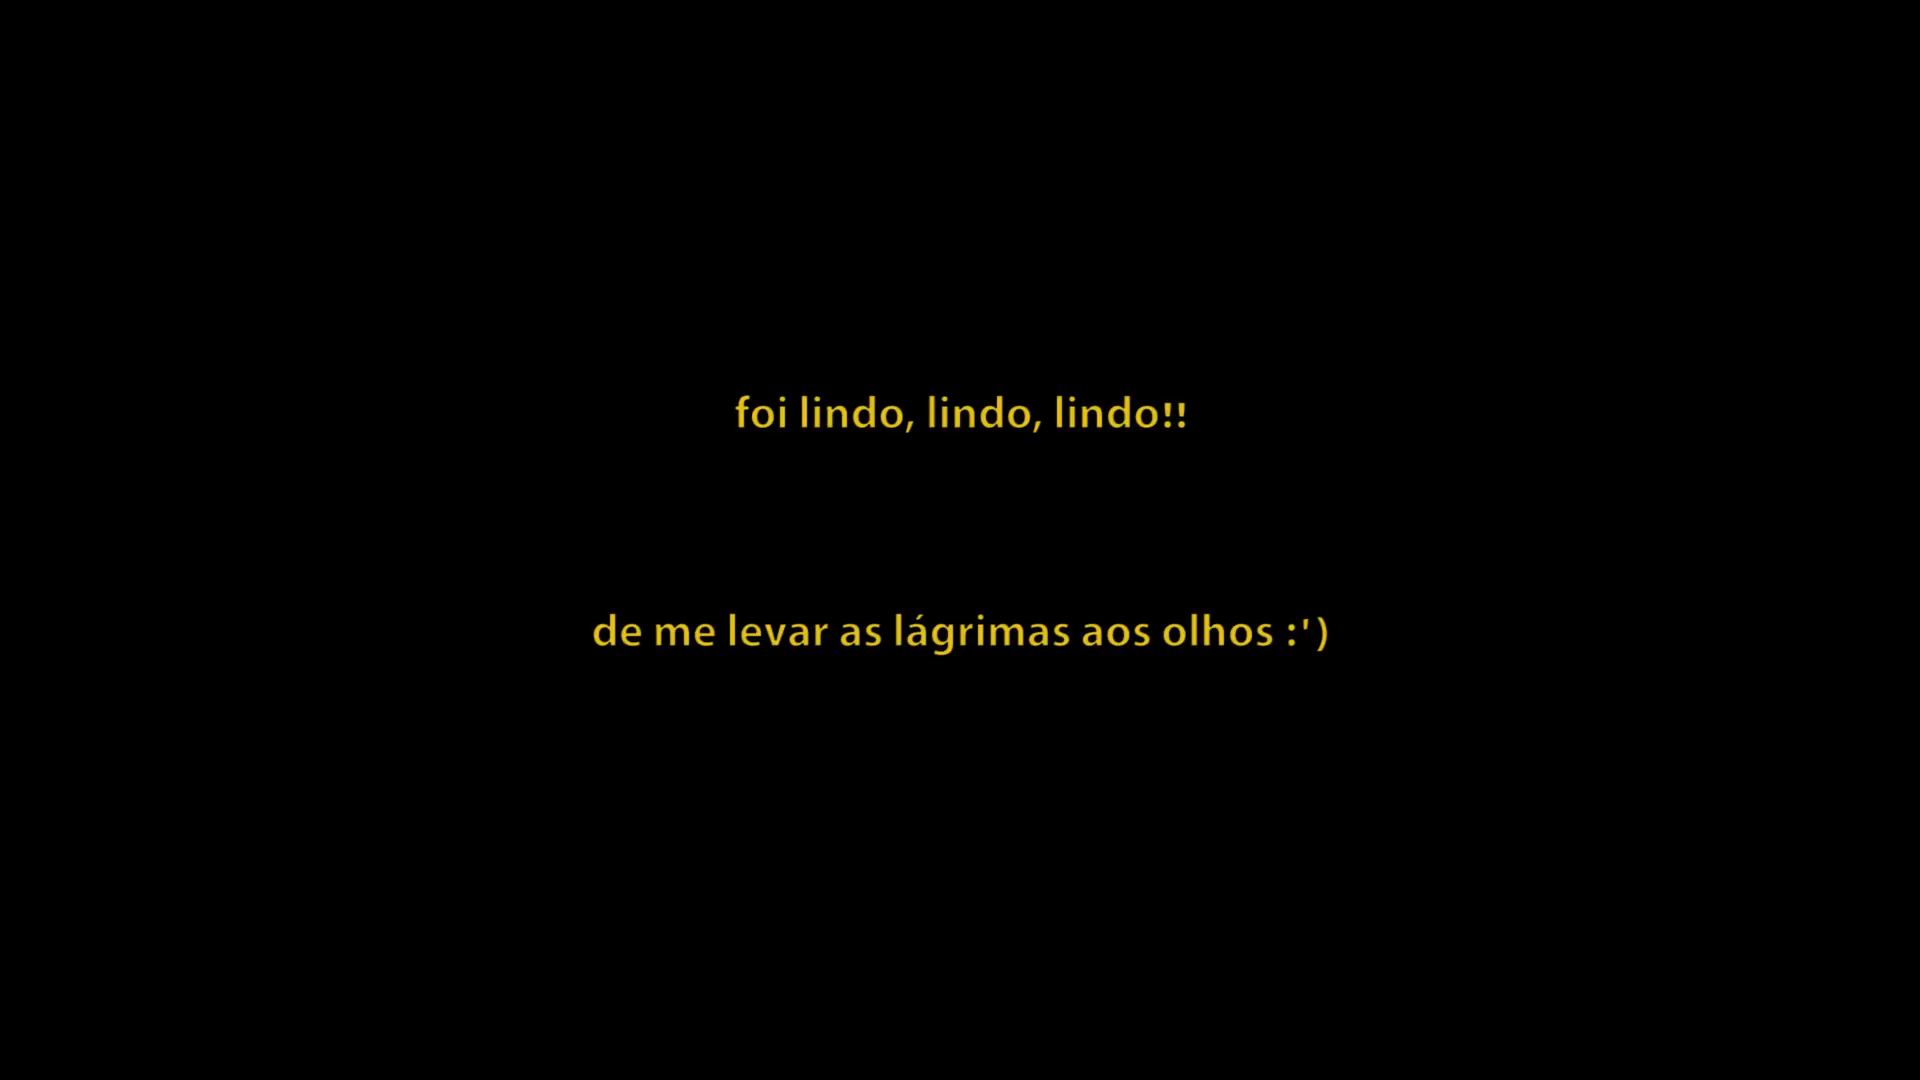 foi lindo, lindo, lindo!!
de me levar as lágrimas aos olhos :')